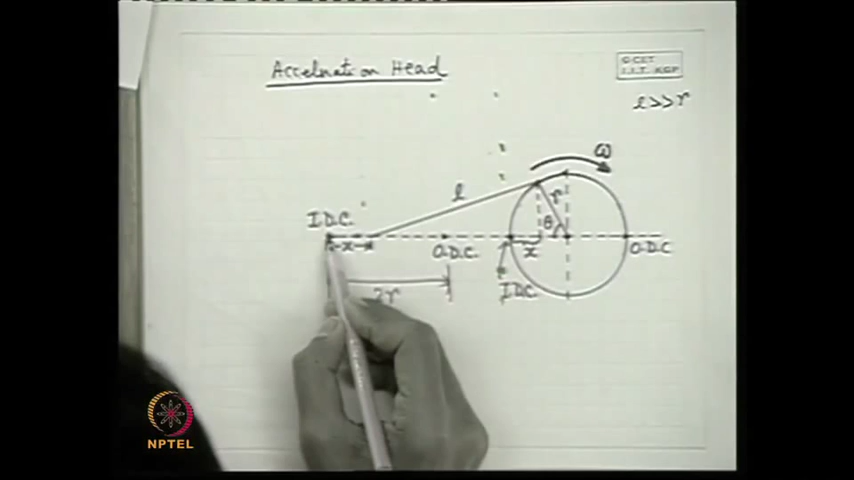 Acceleration Head
© CET
I.I.T. KGP
l>>r
ω
l
r
I.D.C.
θ
x
O.D.C.
x
O.D.C
I.D.C.
2r
NPTEL